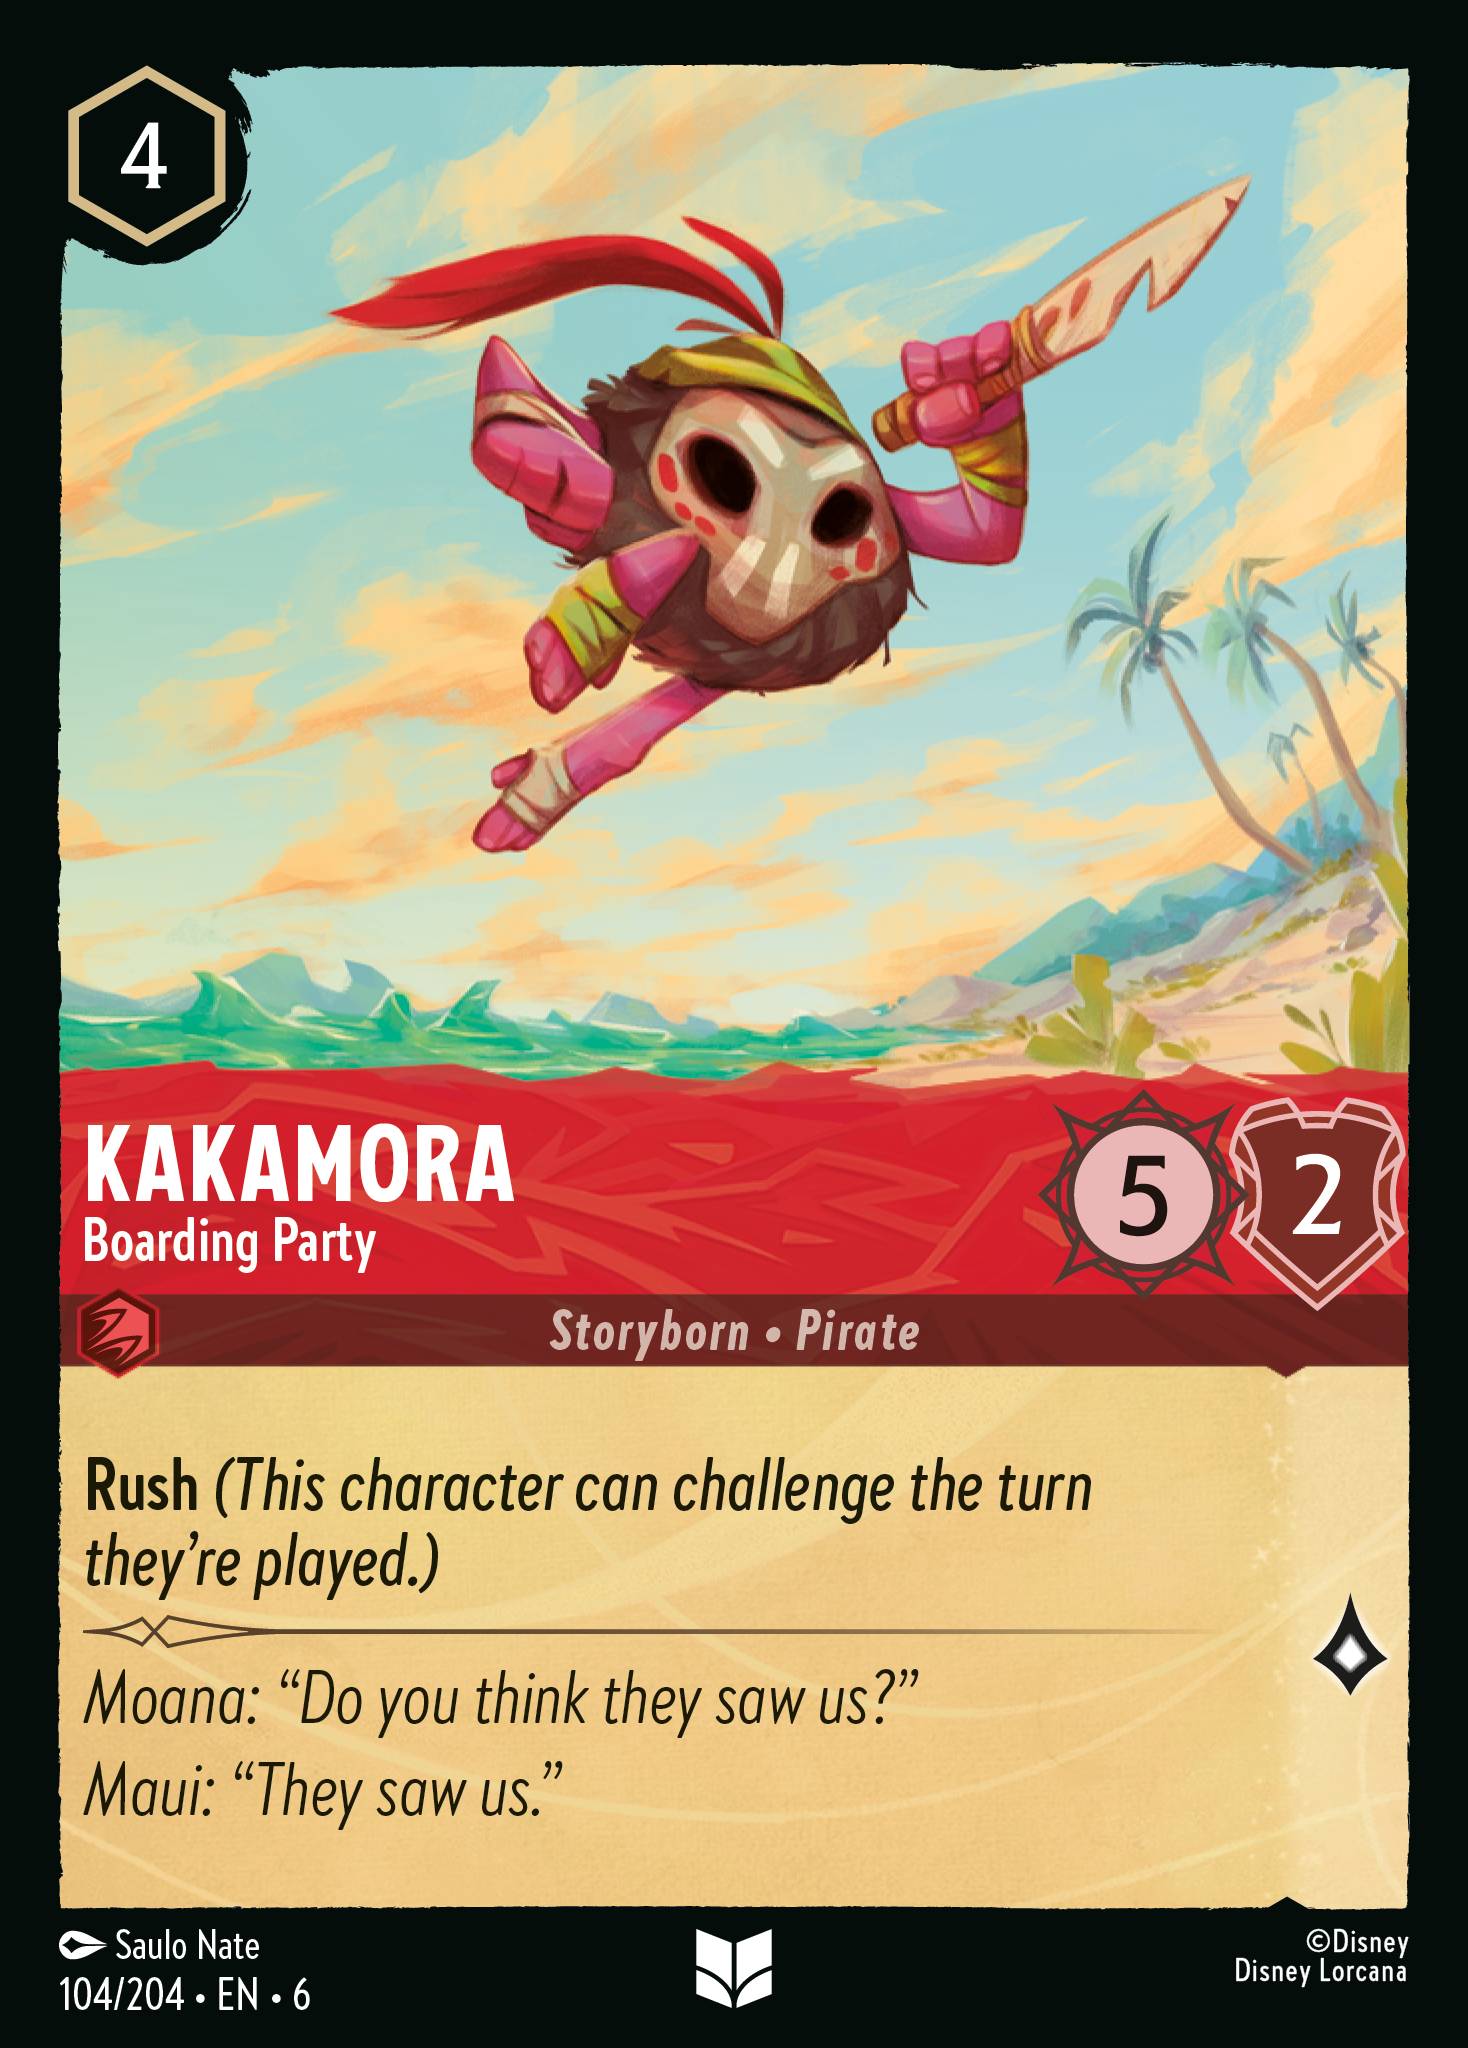 4
KAKAMORA
Boarding Party
5
2
Storyborn • Pirate
Rush (This character can challenge the turn
they’re played.)
Moana: “Do you think they saw us?”
Maui: “They saw us.”
Saulo Nate
104/204 • EN • 6
©Disney
Disney Lorcana